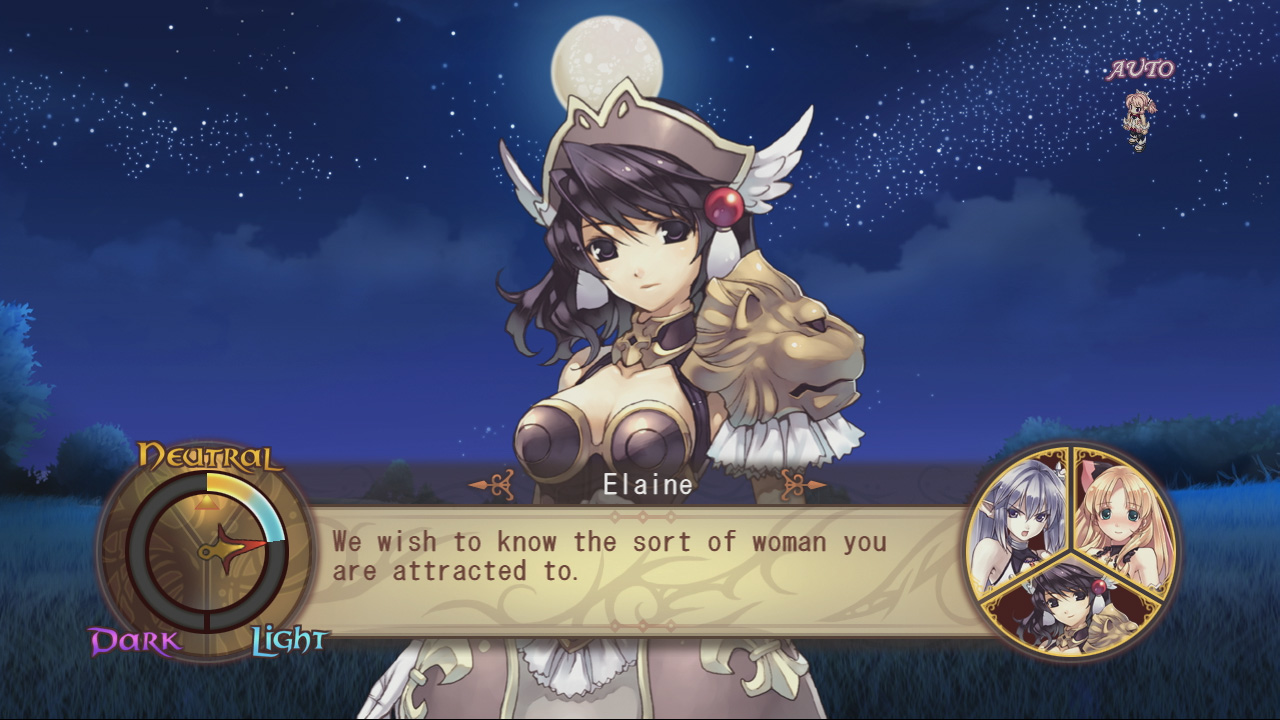 AUTO
Neutral
Elaine
We wish to know the sort of woman you
are attracted to.
Dark
Light